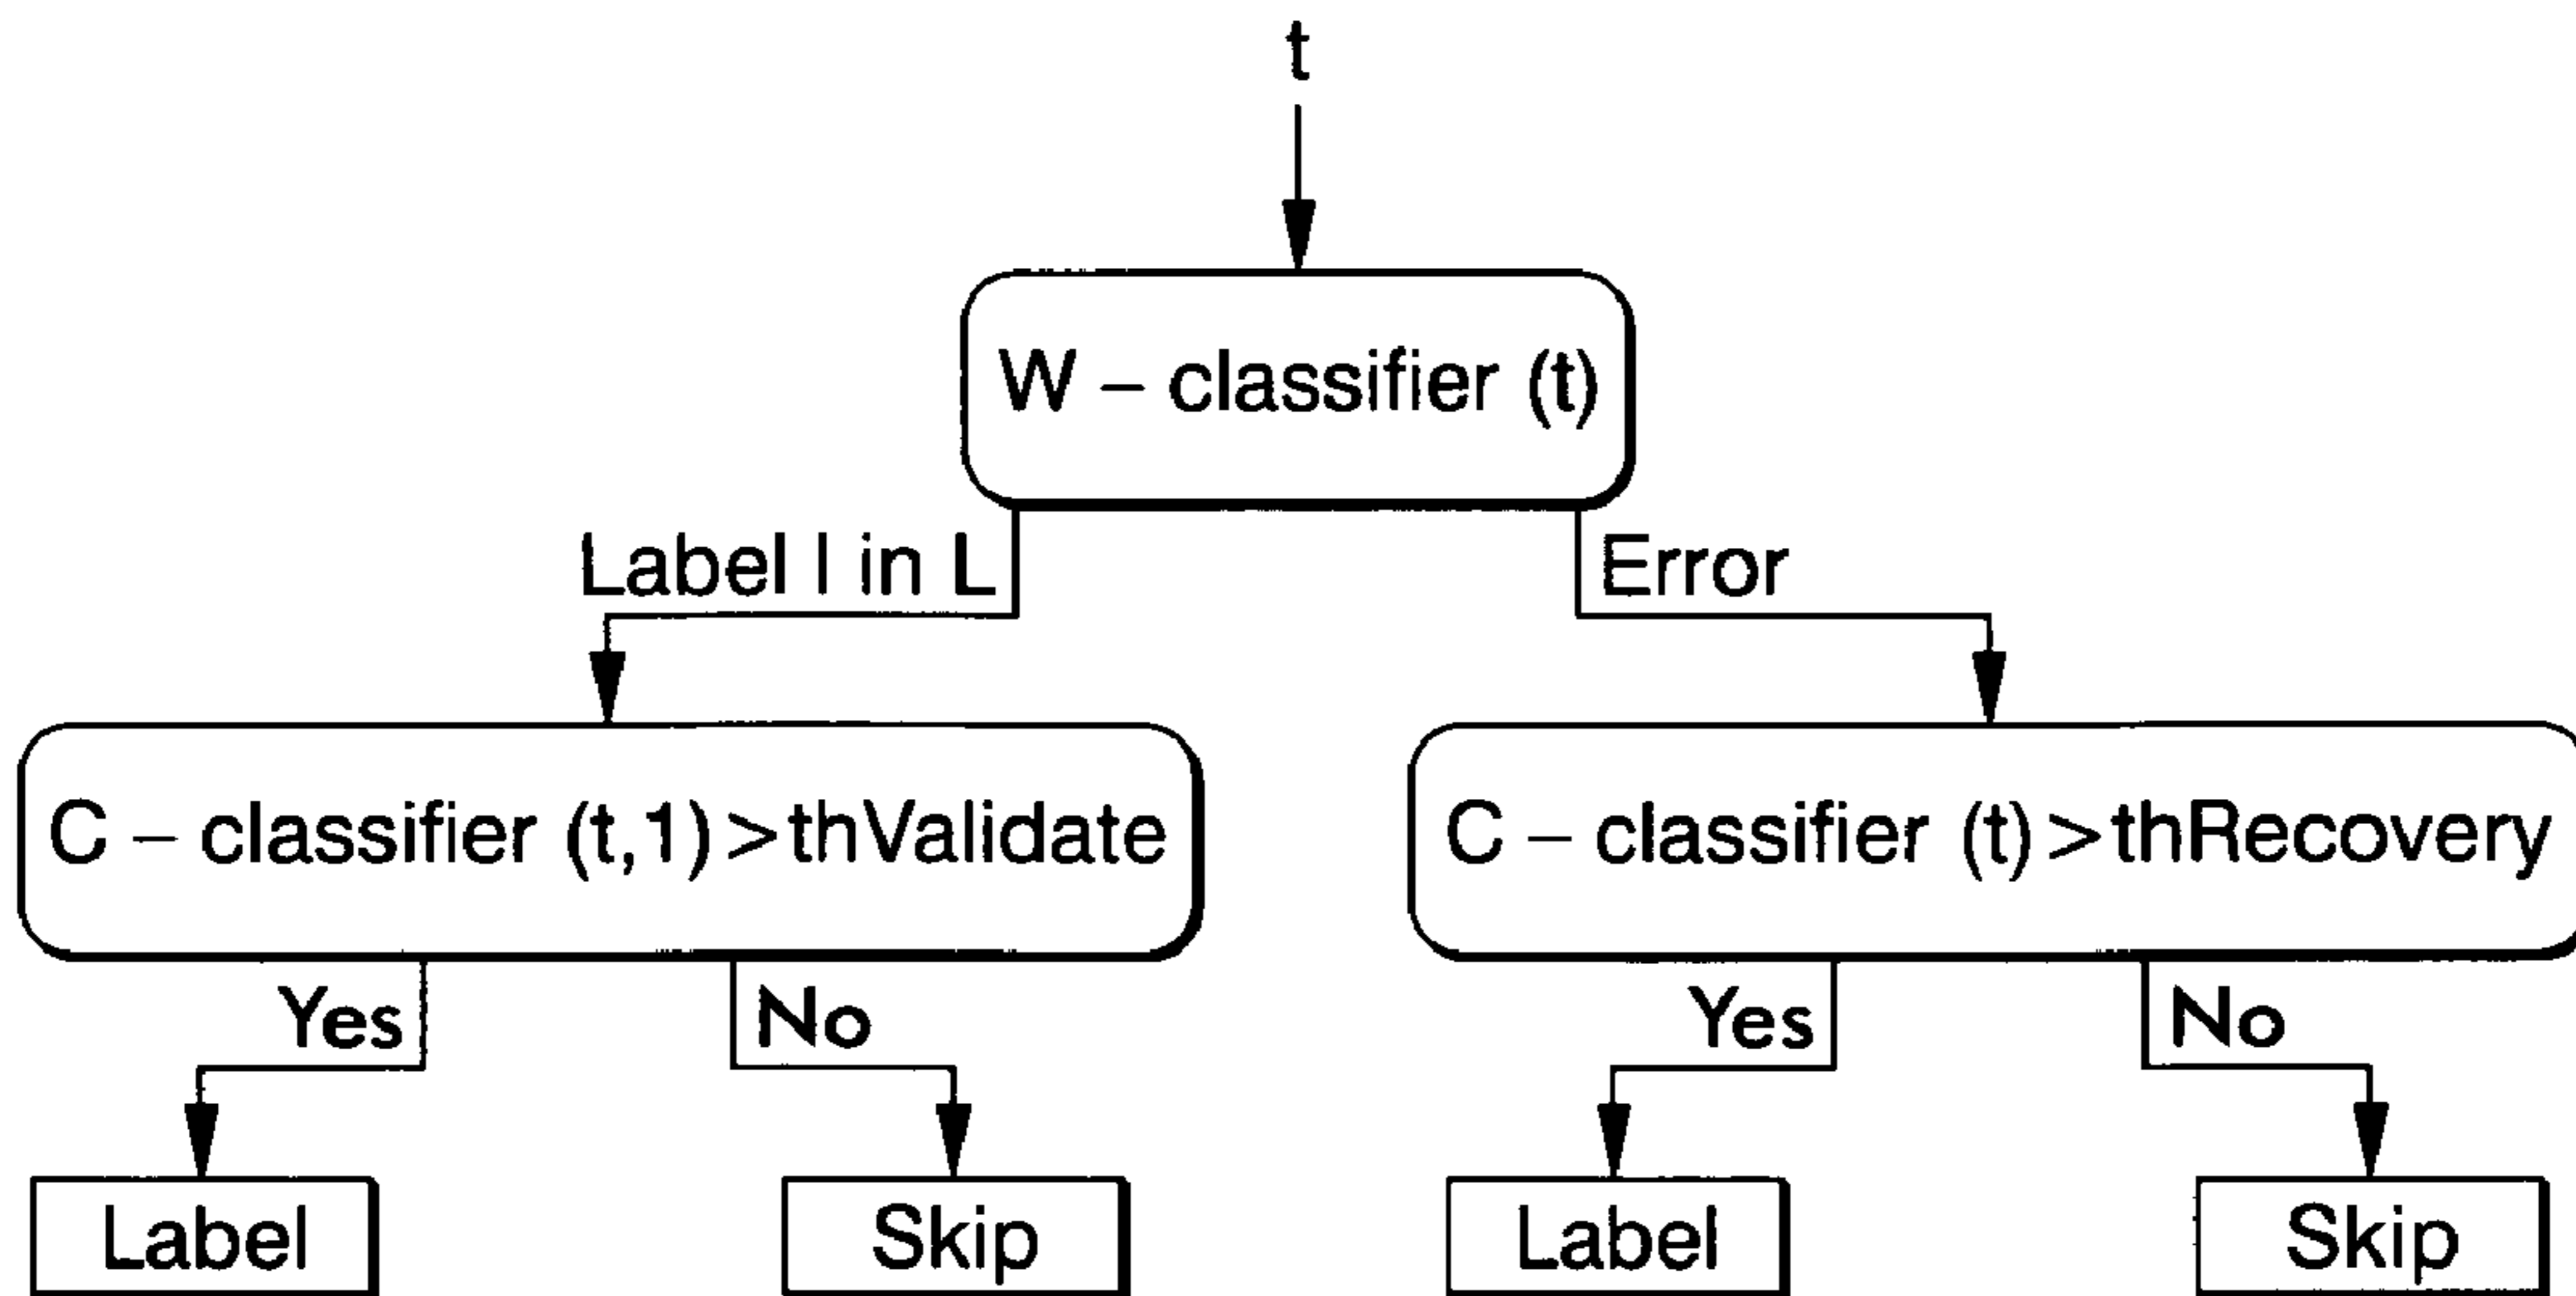 t
W – classifier (t)
Label l in L
Error
C – classifier (t,1)>thValidate
C – classifier (t)>thRecovery
Yes
No
Yes
No
Label
Skip
Label
Skip